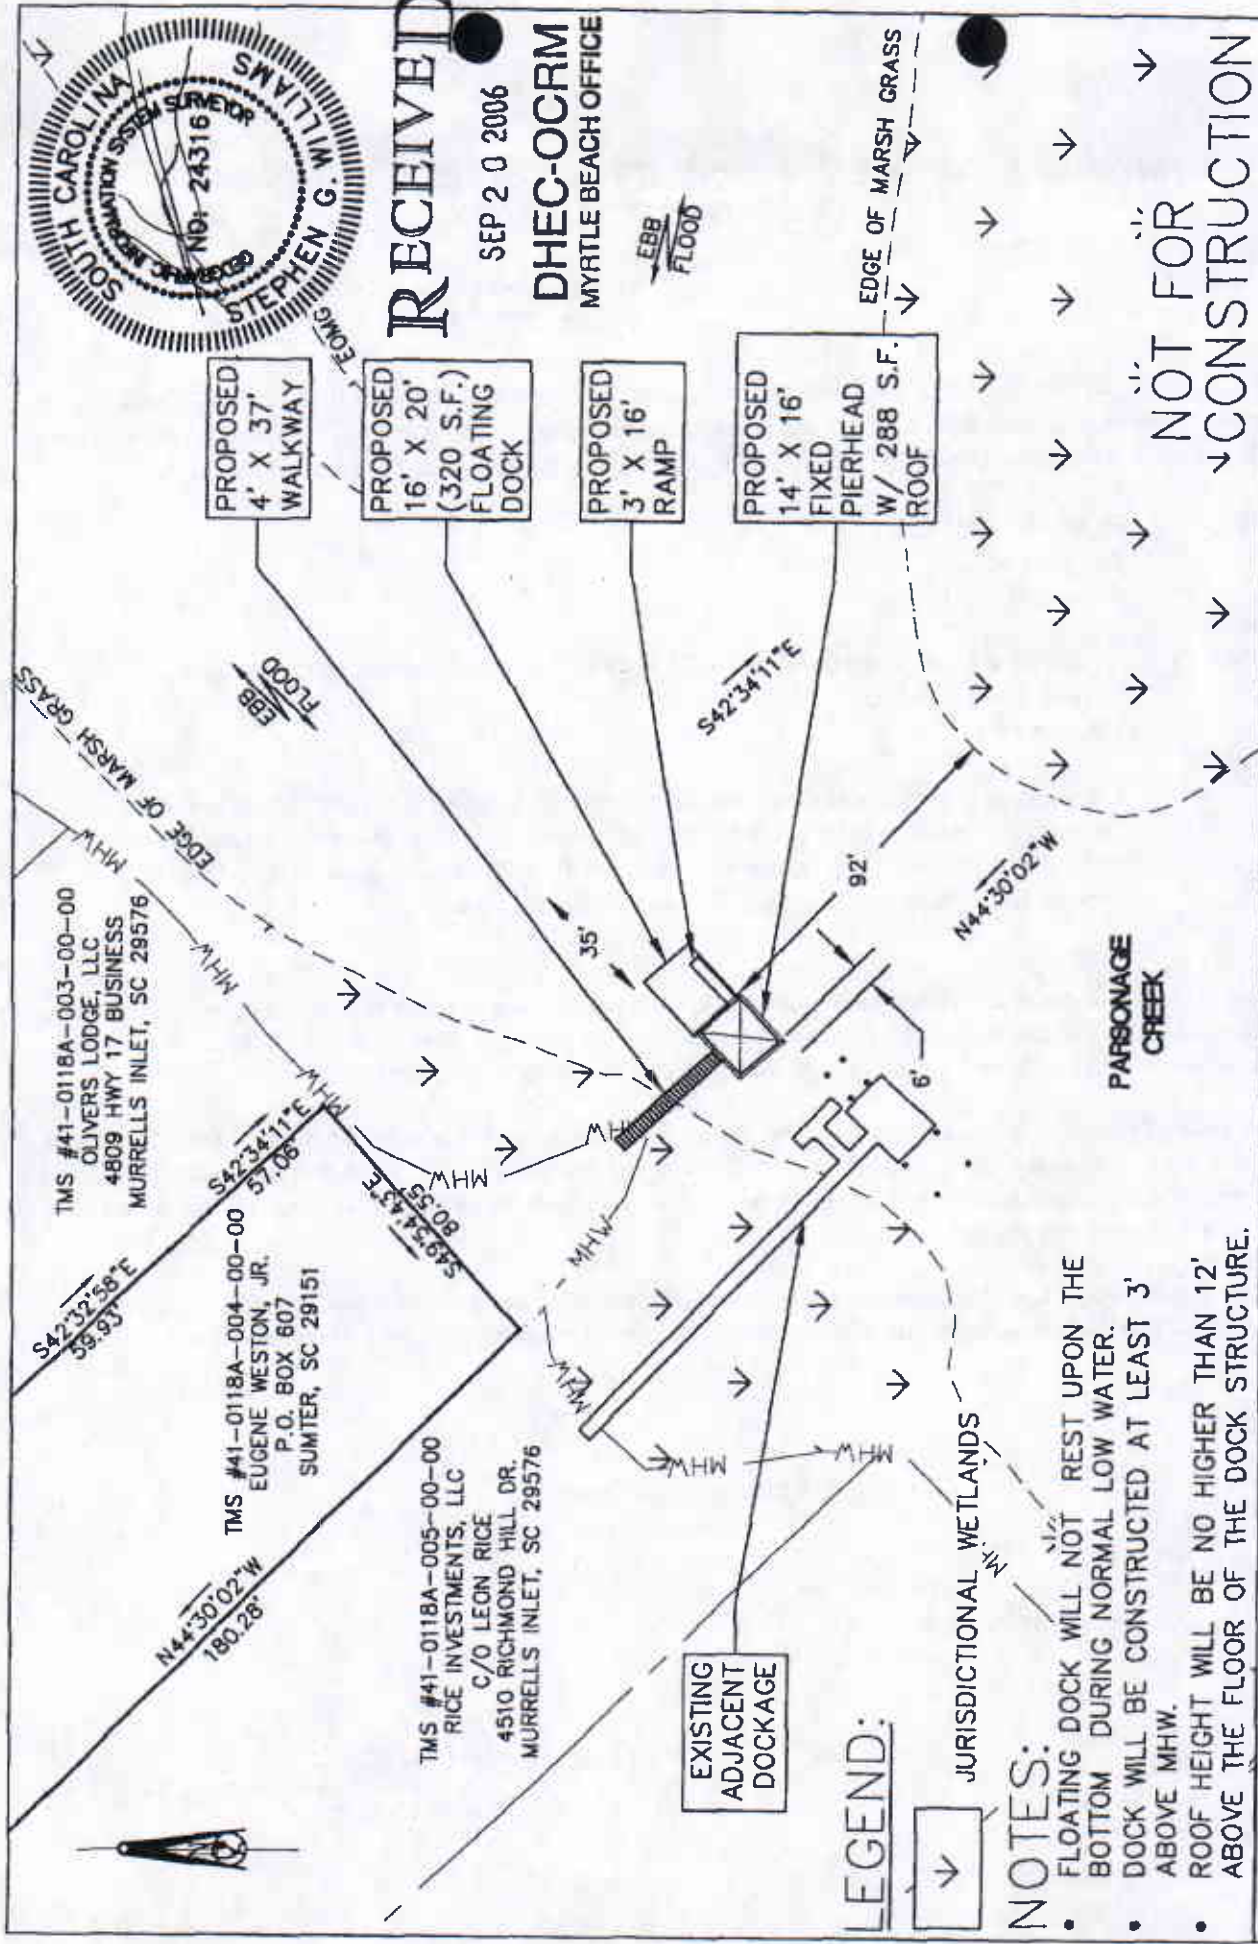 SOUTH CAROLINA
GEOGRAPHIC INFORMATION SYSTEM SURVEYOR
NO: 24316
STEPHEN G. WILLIAMS
RECEIVED
SEP 20 2006
DHEC-OCRM
MYRTLE BEACH OFFICE
EBB
FLOOD
EDGE OF MARSH GRASS
EOMG
PROPOSED
4' X 37'
WALKWAY
PROPOSED
16' X 20'
(320 S.F.)
FLOATING
DOCK
PROPOSED
3' X 16'
RAMP
PROPOSED
14' X 16'
FIXED
PIERHEAD
W/ 288 S.F.
ROOF
NOT FOR
CONSTRUCTION
EDGE OF MARSH GRASS
EBB
FLOOD
S42°34'11"E
35'
92'
N44°30'02"W
6'
PARSONAGE
CREEK
TMS #41-0118A-003-00-00
OLIVERS LODGE, LLC
4809 HWY 17 BUSINESS
MURRELLS INLET, SC 29576
MHW
MHW
MHW
MHW
MHW
MHW
MHW
MHW
MHW
S42°32'58"E
59.93'
S42°34'11"E
57.06'
S49°54'43"E
80.55'
N44°30'02"W
180.28'
TMS #41-0118A-004-00-00
EUGENE WESTON, JR.
P.O. BOX 607
SUMTER, SC 29151
TMS #41-0118A-005-00-00
RICE INVESTMENTS, LLC
C/O LEON RICE
4510 RICHMOND HILL DR.
MURRELLS INLET, SC 29576
EXISTING
ADJACENT
DOCKAGE
LEGEND:
JURISDICTIONAL WETLANDS
NOTES:
• FLOATING DOCK WILL NOT REST UPON THE
BOTTOM DURING NORMAL LOW WATER.
• DOCK WILL BE CONSTRUCTED AT LEAST 3'
ABOVE MHW.
• ROOF HEIGHT WILL BE NO HIGHER THAN 12'
ABOVE THE FLOOR OF THE DOCK STRUCTURE.